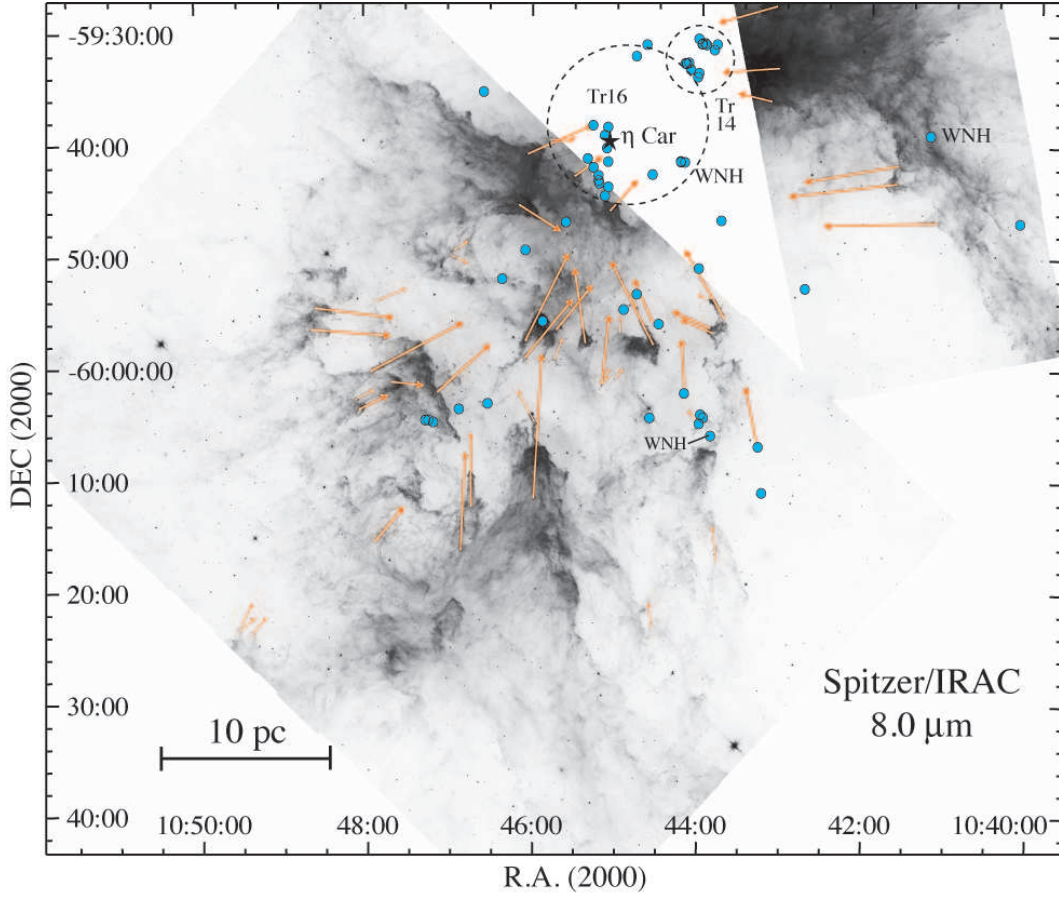 -59:30:00
40:00
50:00
-60:00:00
10:00
20:00
30:00
40:00
DEC (2000)
Tr16
η Car
Tr
14
WNH
WNH
WNH
Spitzer/IRAC
8.0 μm
10 pc
10:50:00
48:00
46:00
44:00
42:00
10:40:00
R.A. (2000)